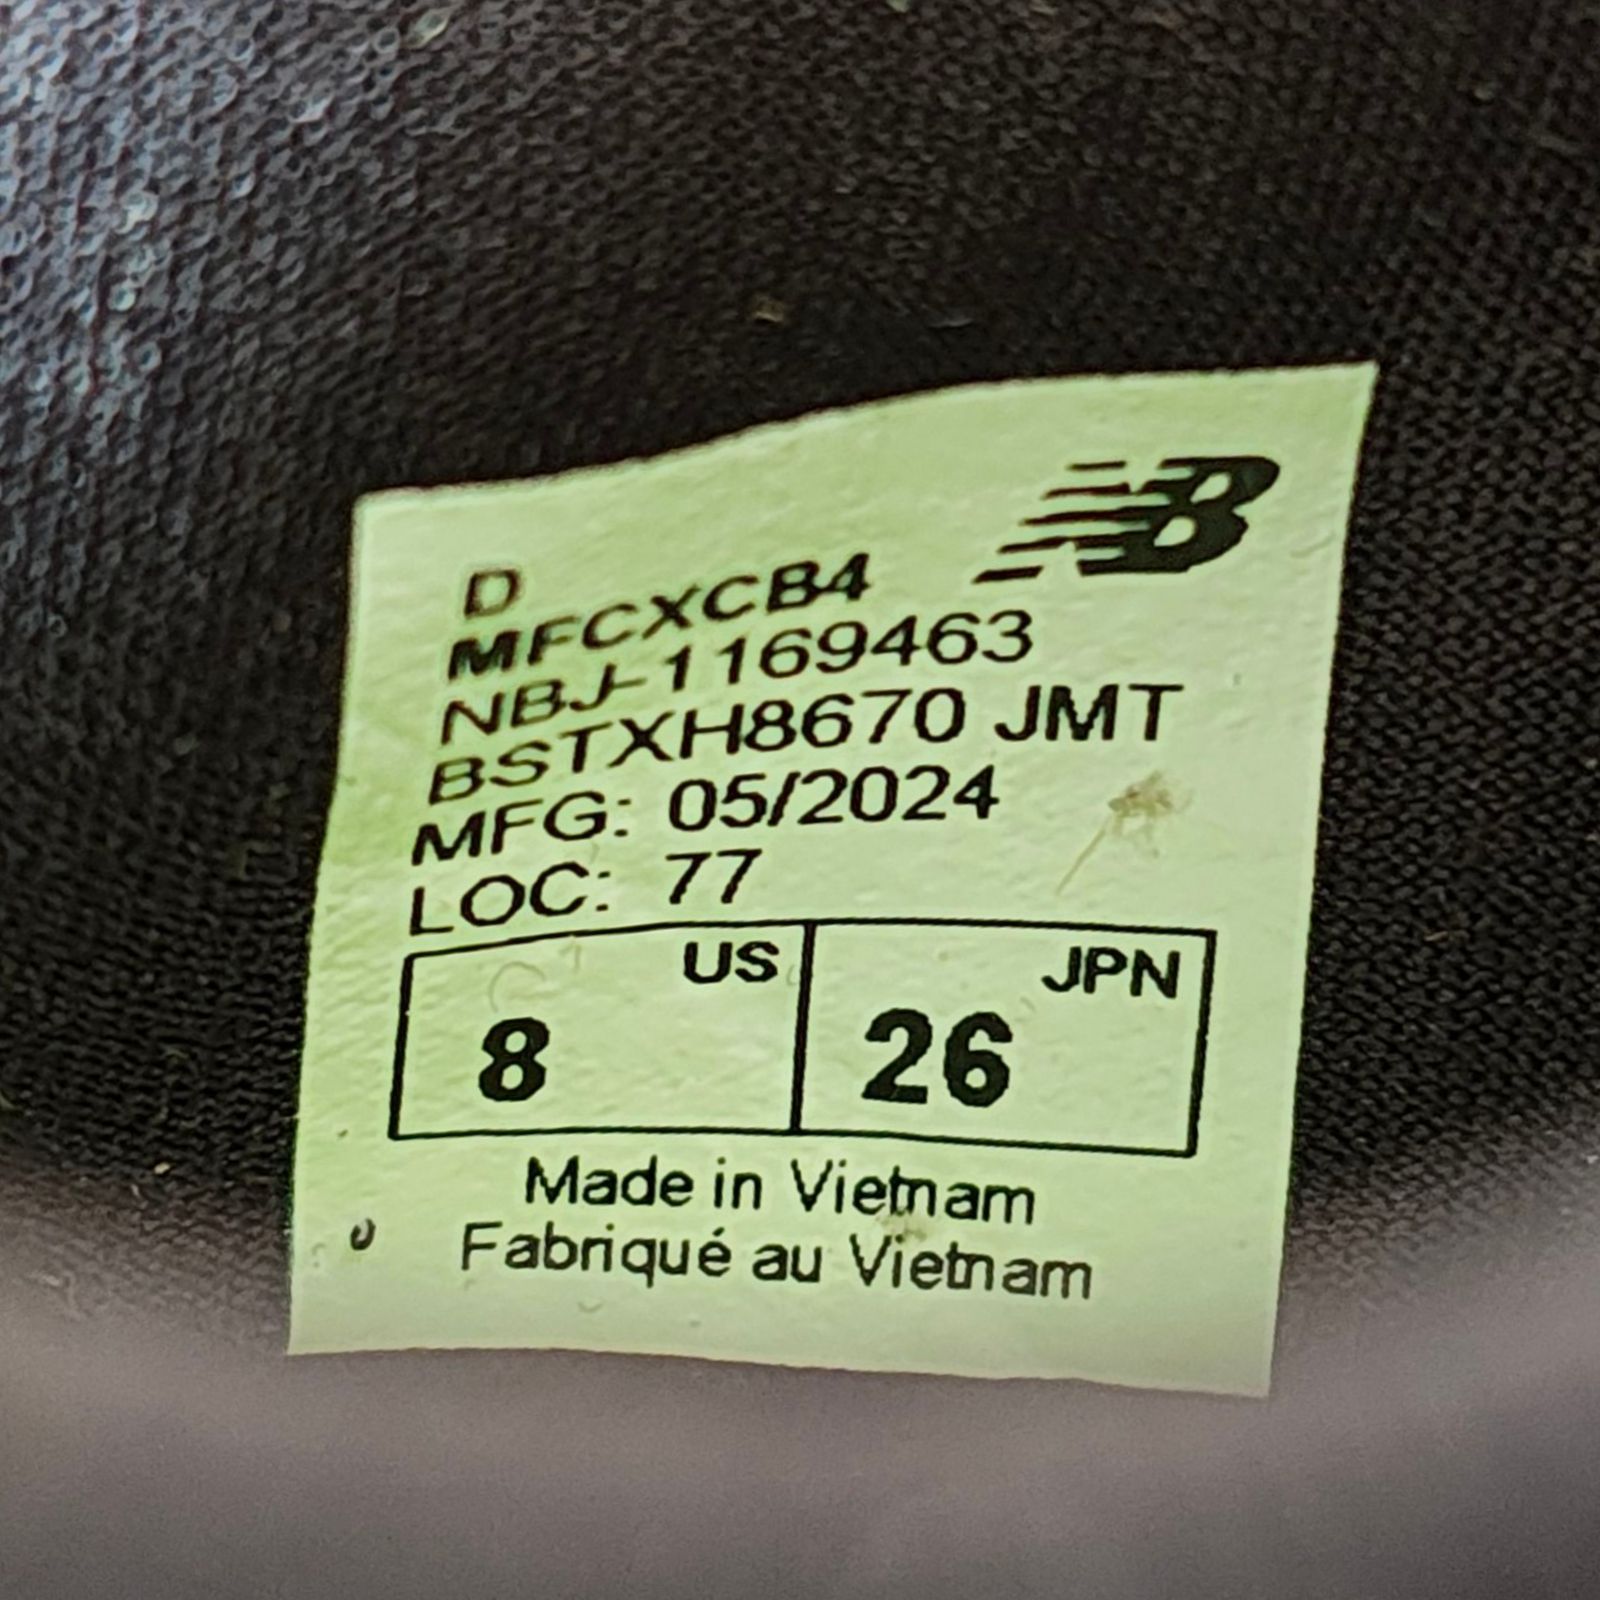 NB
D
MFCXCB4
NBJ-1169463
BSTXH8670 JMT
MFG: 05/2024
LOC: 77
US JPN
8 26
Made in Vietnam
Fabriqué au Vietnam